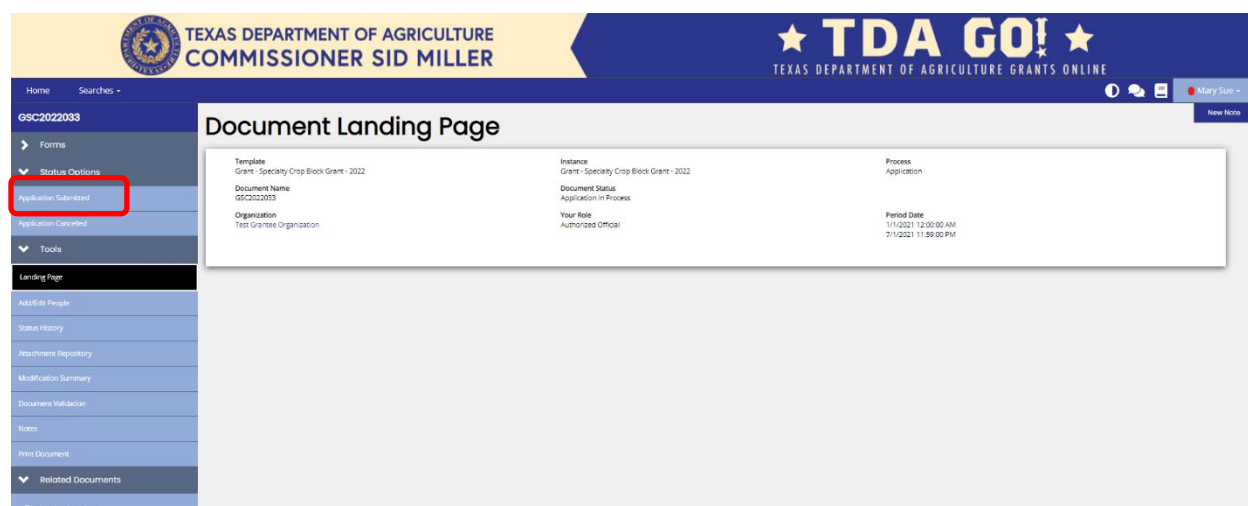 TEXAS DEPARTMENT OF AGRICULTURE
COMMISSIONER SID MILLER
TDA GO!
TEXAS DEPARTMENT OF AGRICULTURE GRANTS ONLINE
Home Searches
Mary Sue
New Note
GSC2022033
Document Landing Page
Forms
Status Options
Application Submitted
Application Cancelled
Tools
Landing Page
Add/Edit People
Status History
Attachment Repository
Modification Summary
Document Validation
Notes
Print Document
Related Documents
Template
Grant - Specialty Crop Block Grant - 2022
Instance
Grant - Specialty Crop Block Grant - 2022
Process
Application
Document Name
GSC2022033
Document Status
Application In Process
Organization
Test Grantee Organization
Your Role
Authorized Official
Period Date
1/1/2021 12:00:00 AM
7/1/2021 11:59:00 PM